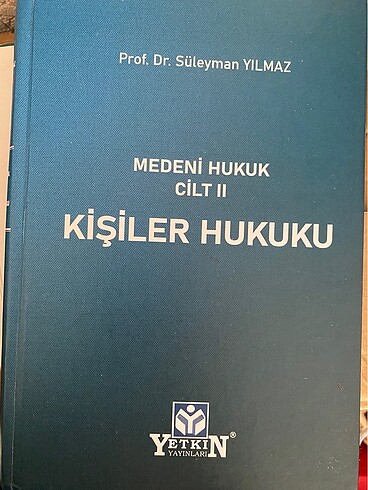 Prof. Dr. Süleyman YILMAZ
MEDENİ HUKUK
CİLT II
KİŞİLER HUKUKU
YETKİN®
YAYINLARI